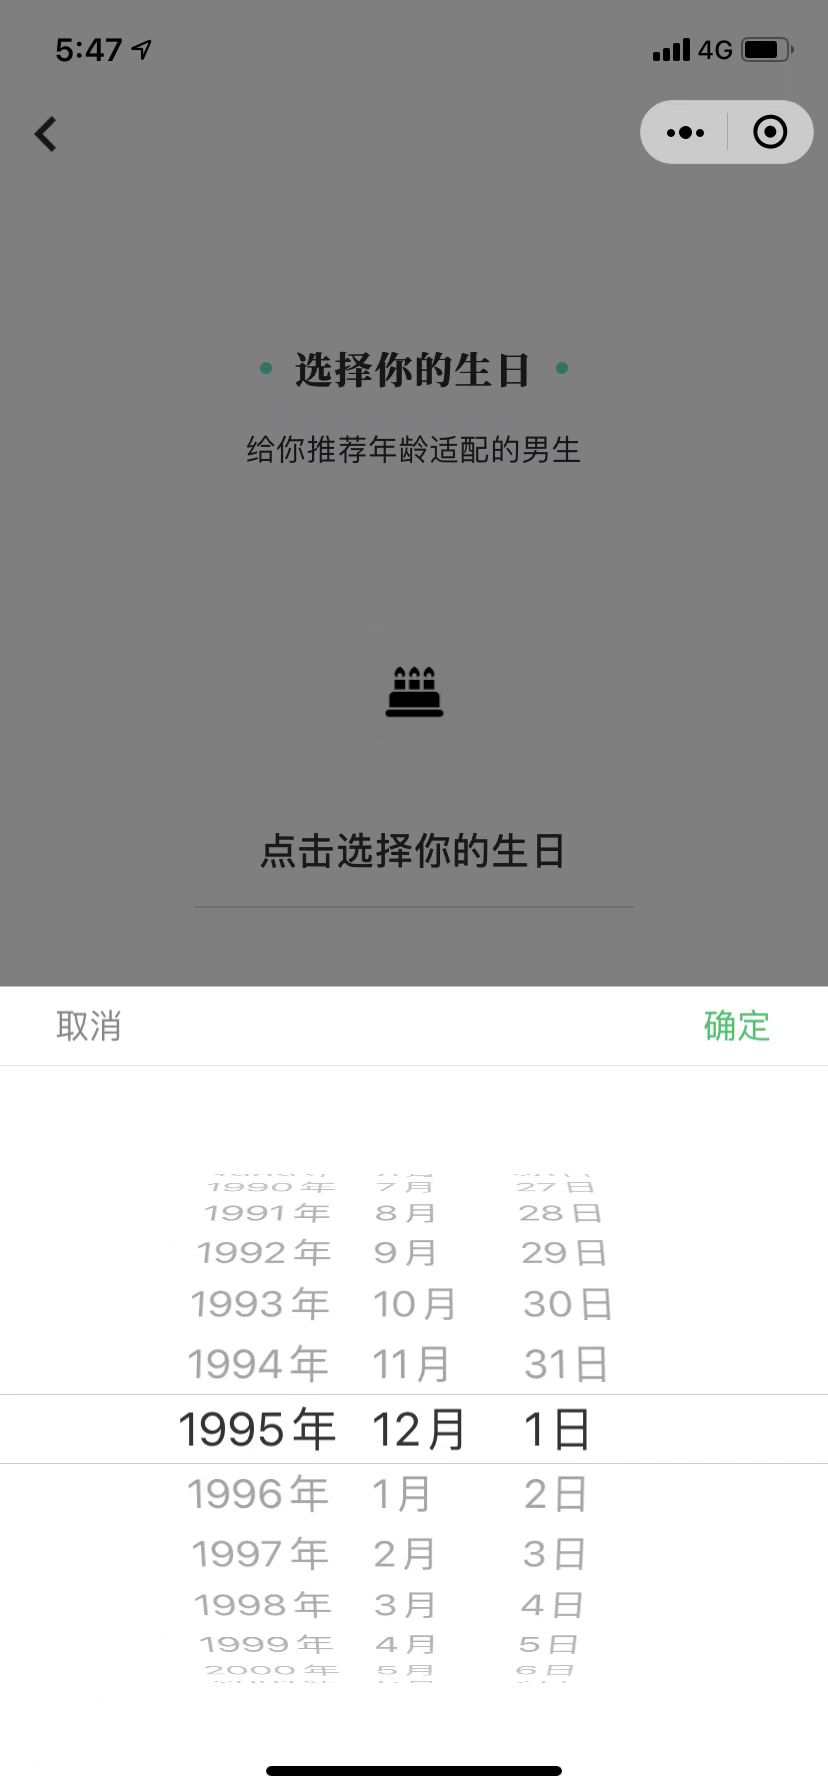 5:47 4G
选择你的生日
给你推荐年龄适配的男生
点击选择你的生日
取消 确定
1990年 7月 27日
1991年 8月 28日
1992年 9月 29日
1993年 10月 30日
1994年 11月 31日
1995年 12月 1日
1996年 1月 2日
1997年 2月 3日
1998年 3月 4日
1999年 4月 5日
2000年 5月 6日